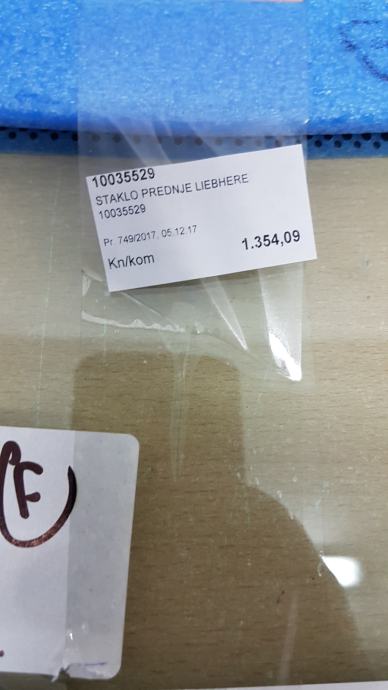 10035529
STAKLO PREDNJE LIEBHERE
10035529
Pr. 749/2017, 05.12.17
Kn/kom 1.354,09
F